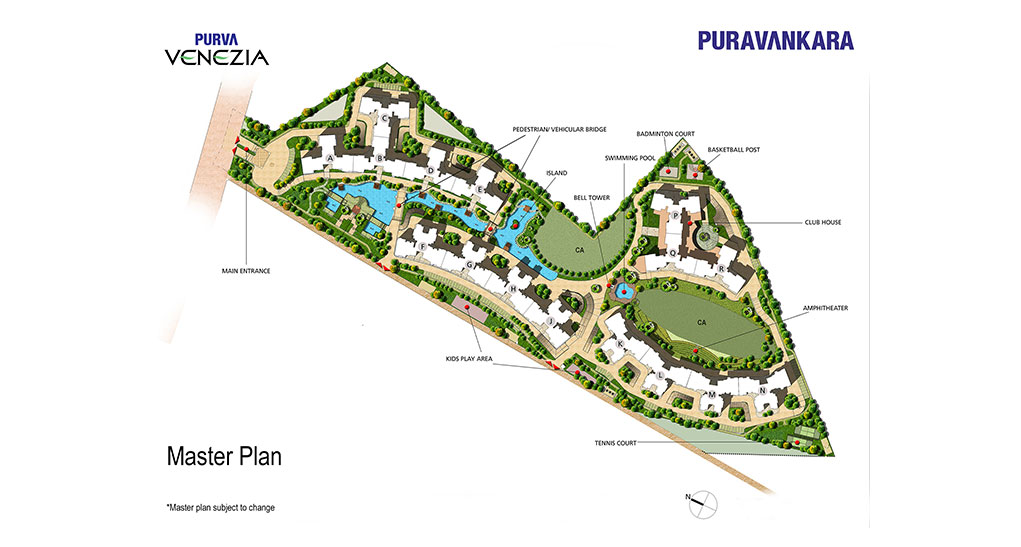 PURVA
VENEZIA
PURAVANKARA
PEDESTRIAN/ VEHICULAR BRIDGE
BADMINTON COURT
BASKETBALL POST
SWIMMING POOL
ISLAND
BELL TOWER
CLUB HOUSE
MAIN ENTRANCE
AMPHITHEATER
KIDS PLAY AREA
TENNIS COURT
A
B
C
D
E
F
G
H
J
K
L
M
N
P
Q
R
CA
CA
Master Plan
*Master plan subject to change
N